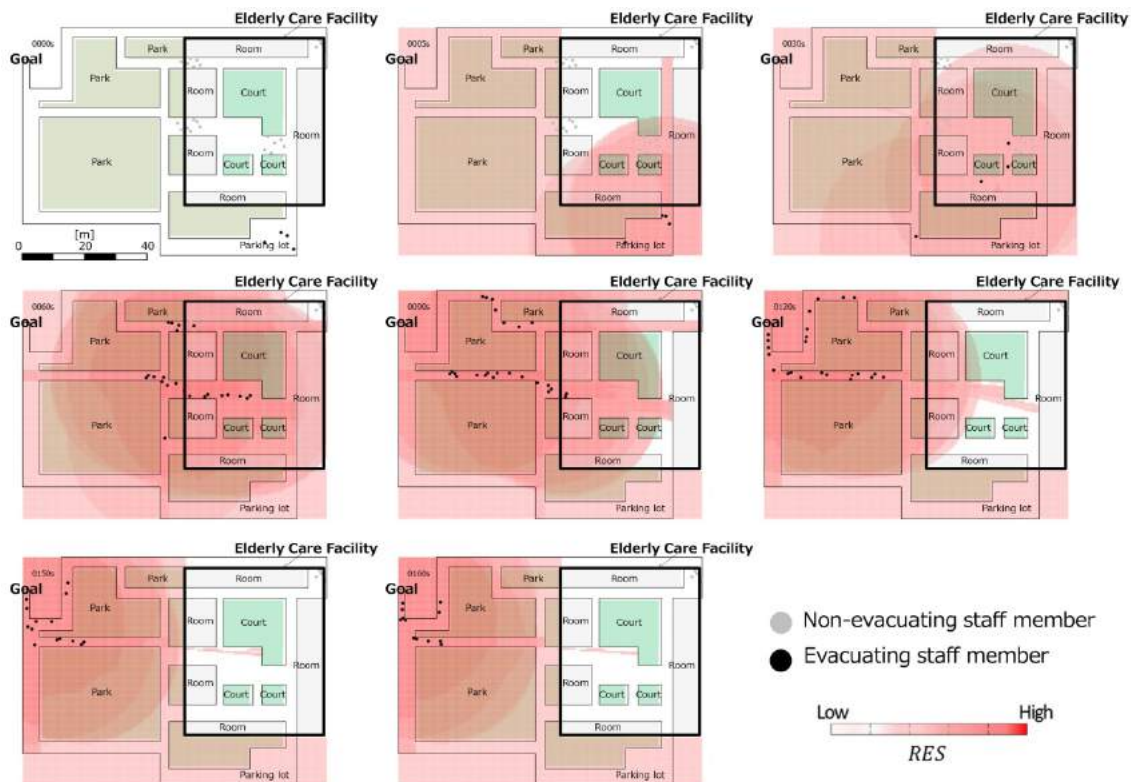 Elderly Care Facility
0000s
Goal
Park
Room
Park
Room
Court
Room
Park
Room
Court
Court
Room
[m]
0
20
40
Parking lot
Elderly Care Facility
0005s
Goal
Park
Room
Park
Room
Court
Room
Park
Room
Court
Court
Room
Parking lot
Elderly Care Facility
0030s
Goal
Park
Room
Park
Room
Court
Room
Park
Room
Court
Court
Room
Parking lot
Elderly Care Facility
0060s
Goal
Park
Room
Park
Room
Court
Room
Park
Room
Court
Court
Room
Parking lot
Elderly Care Facility
Goal
Park
Room
Park
Room
Court
Room
Park
Room
Court
Court
Room
Parking lot
Elderly Care Facility
0120s
Goal
Park
Room
Park
Room
Court
Room
Park
Room
Court
Court
Room
Parking lot
Elderly Care Facility
0150s
Goal
Park
Room
Park
Room
Court
Room
Park
Room
Court
Court
Room
Parking lot
Elderly Care Facility
Goal
Park
Room
Park
Room
Court
Room
Park
Room
Court
Court
Room
Parking lot
Non-evacuating staff member
Evacuating staff member
Low
High
RES